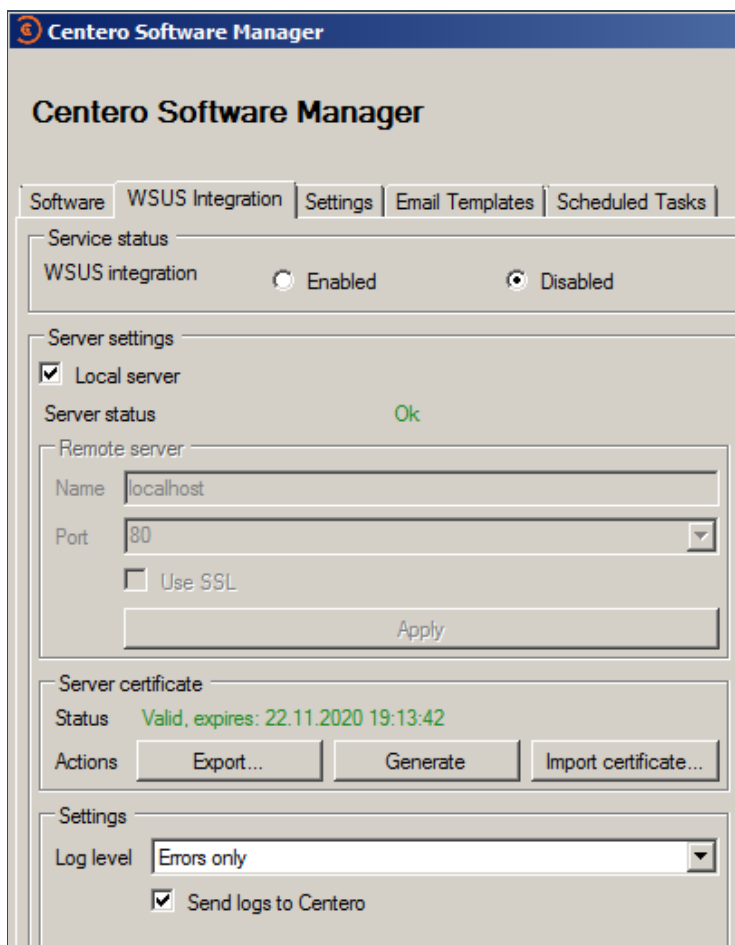 Centero Software Manager
Centero Software Manager
Software WSUS Integration Settings Email Templates Scheduled Tasks
Service status
WSUS integration Enabled Disabled
Server settings
Local server
Server status Ok
Remote server
Name localhost
Port 80
Use SSL
Apply
Server certificate
Status Valid, expires: 22.11.2020 19:13:42
Actions Export... Generate Import certificate...
Settings
Log level Errors only
Send logs to Centero